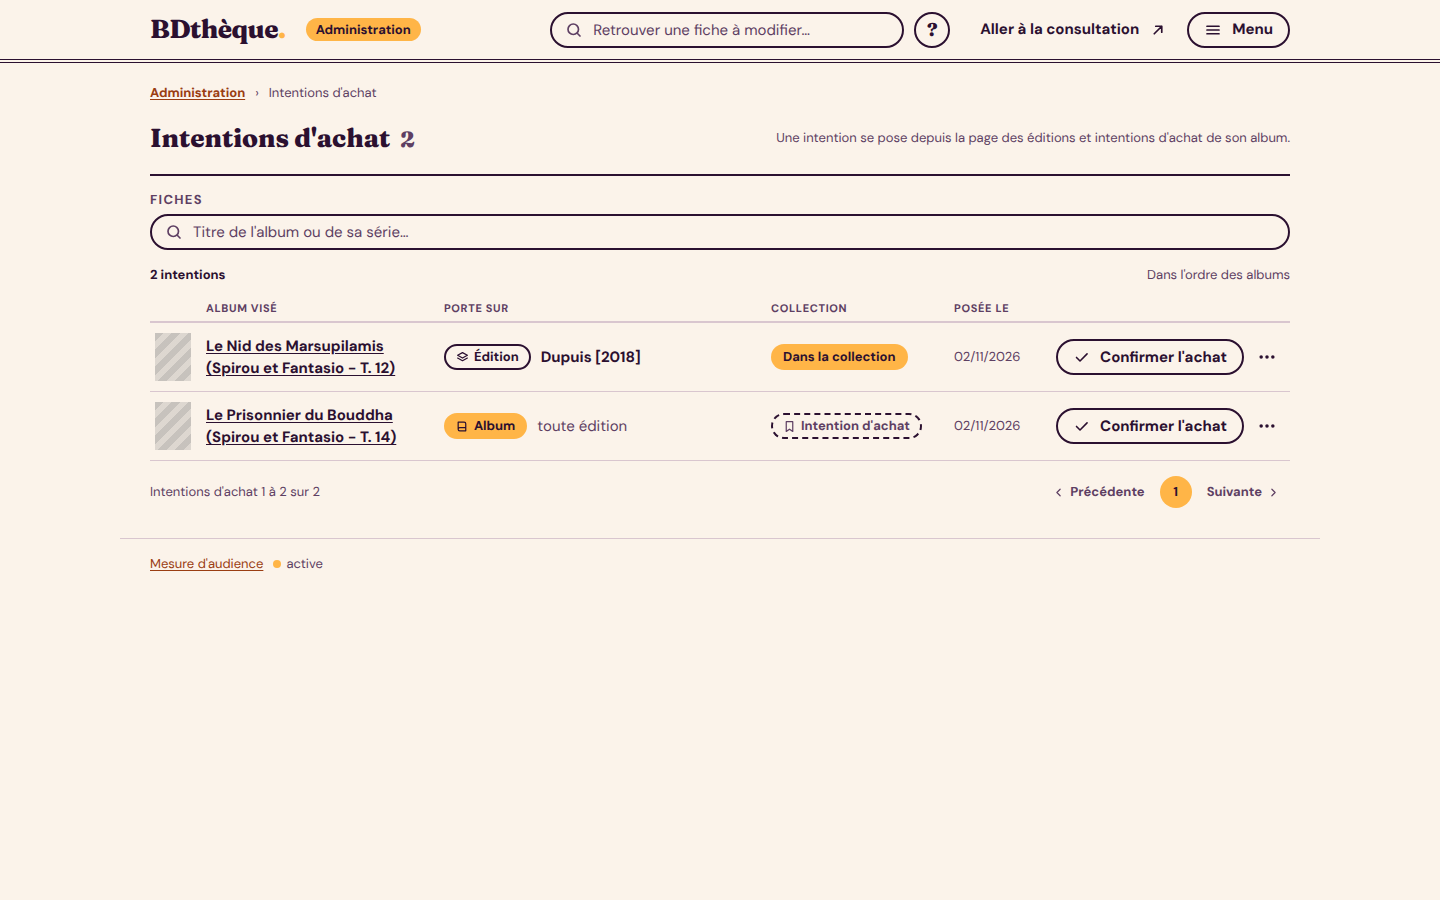 BDthèque.
Administration
Retrouver une fiche à modifier...
?
Aller à la consultation
Menu
Administration › Intentions d'achat
Intentions d'achat 2
Une intention se pose depuis la page des éditions et intentions d'achat de son album.
FICHES
Titre de l'album ou de sa série...
2 intentions
Dans l'ordre des albums
ALBUM VISÉ PORTE SUR COLLECTION POSÉE LE
Le Nid des Marsupilamis
(Spirou et Fantasio - T. 12)
Édition Dupuis [2018] Dans la collection 02/11/2026 Confirmer l'achat
Le Prisonnier du Bouddha
(Spirou et Fantasio - T. 14)
Album toute édition Intention d'achat 02/11/2026 Confirmer l'achat
Intentions d'achat 1 à 2 sur 2
‹ Précédente 1 Suivante ›
Mesure d'audience active